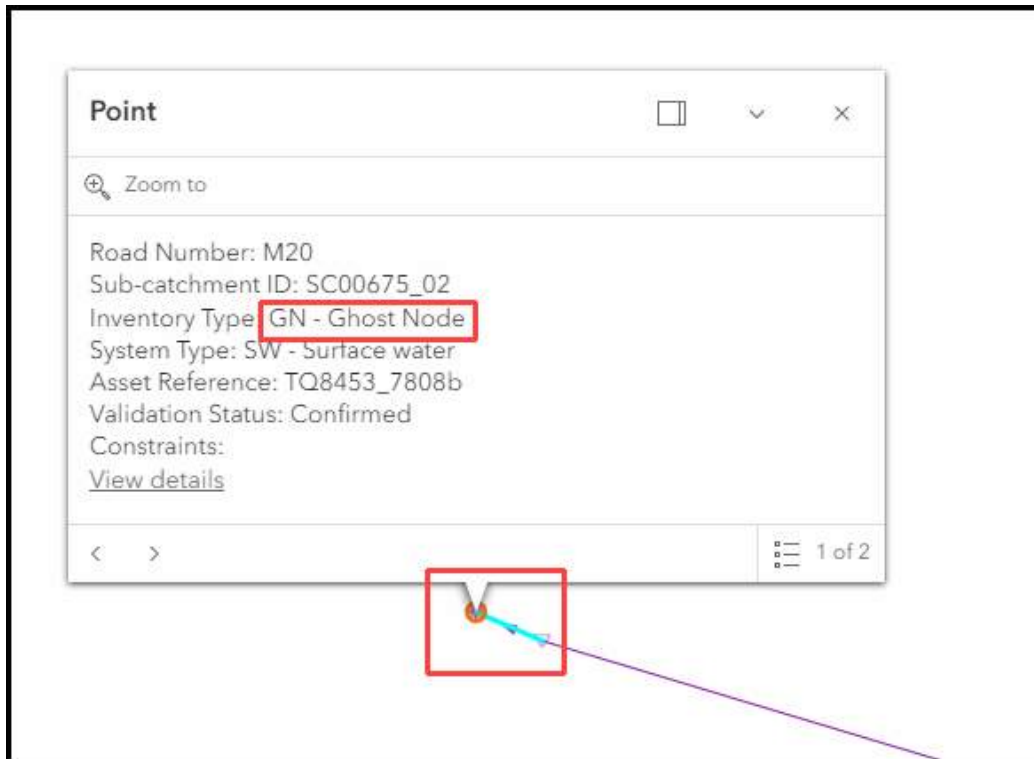 Point
Zoom to
Road Number: M20
Sub-catchment ID: SC00675_02
Inventory Type: GN - Ghost Node
System Type: SW - Surface water
Asset Reference: TQ8453_7808b
Validation Status: Confirmed
Constraints:
View details
1 of 2